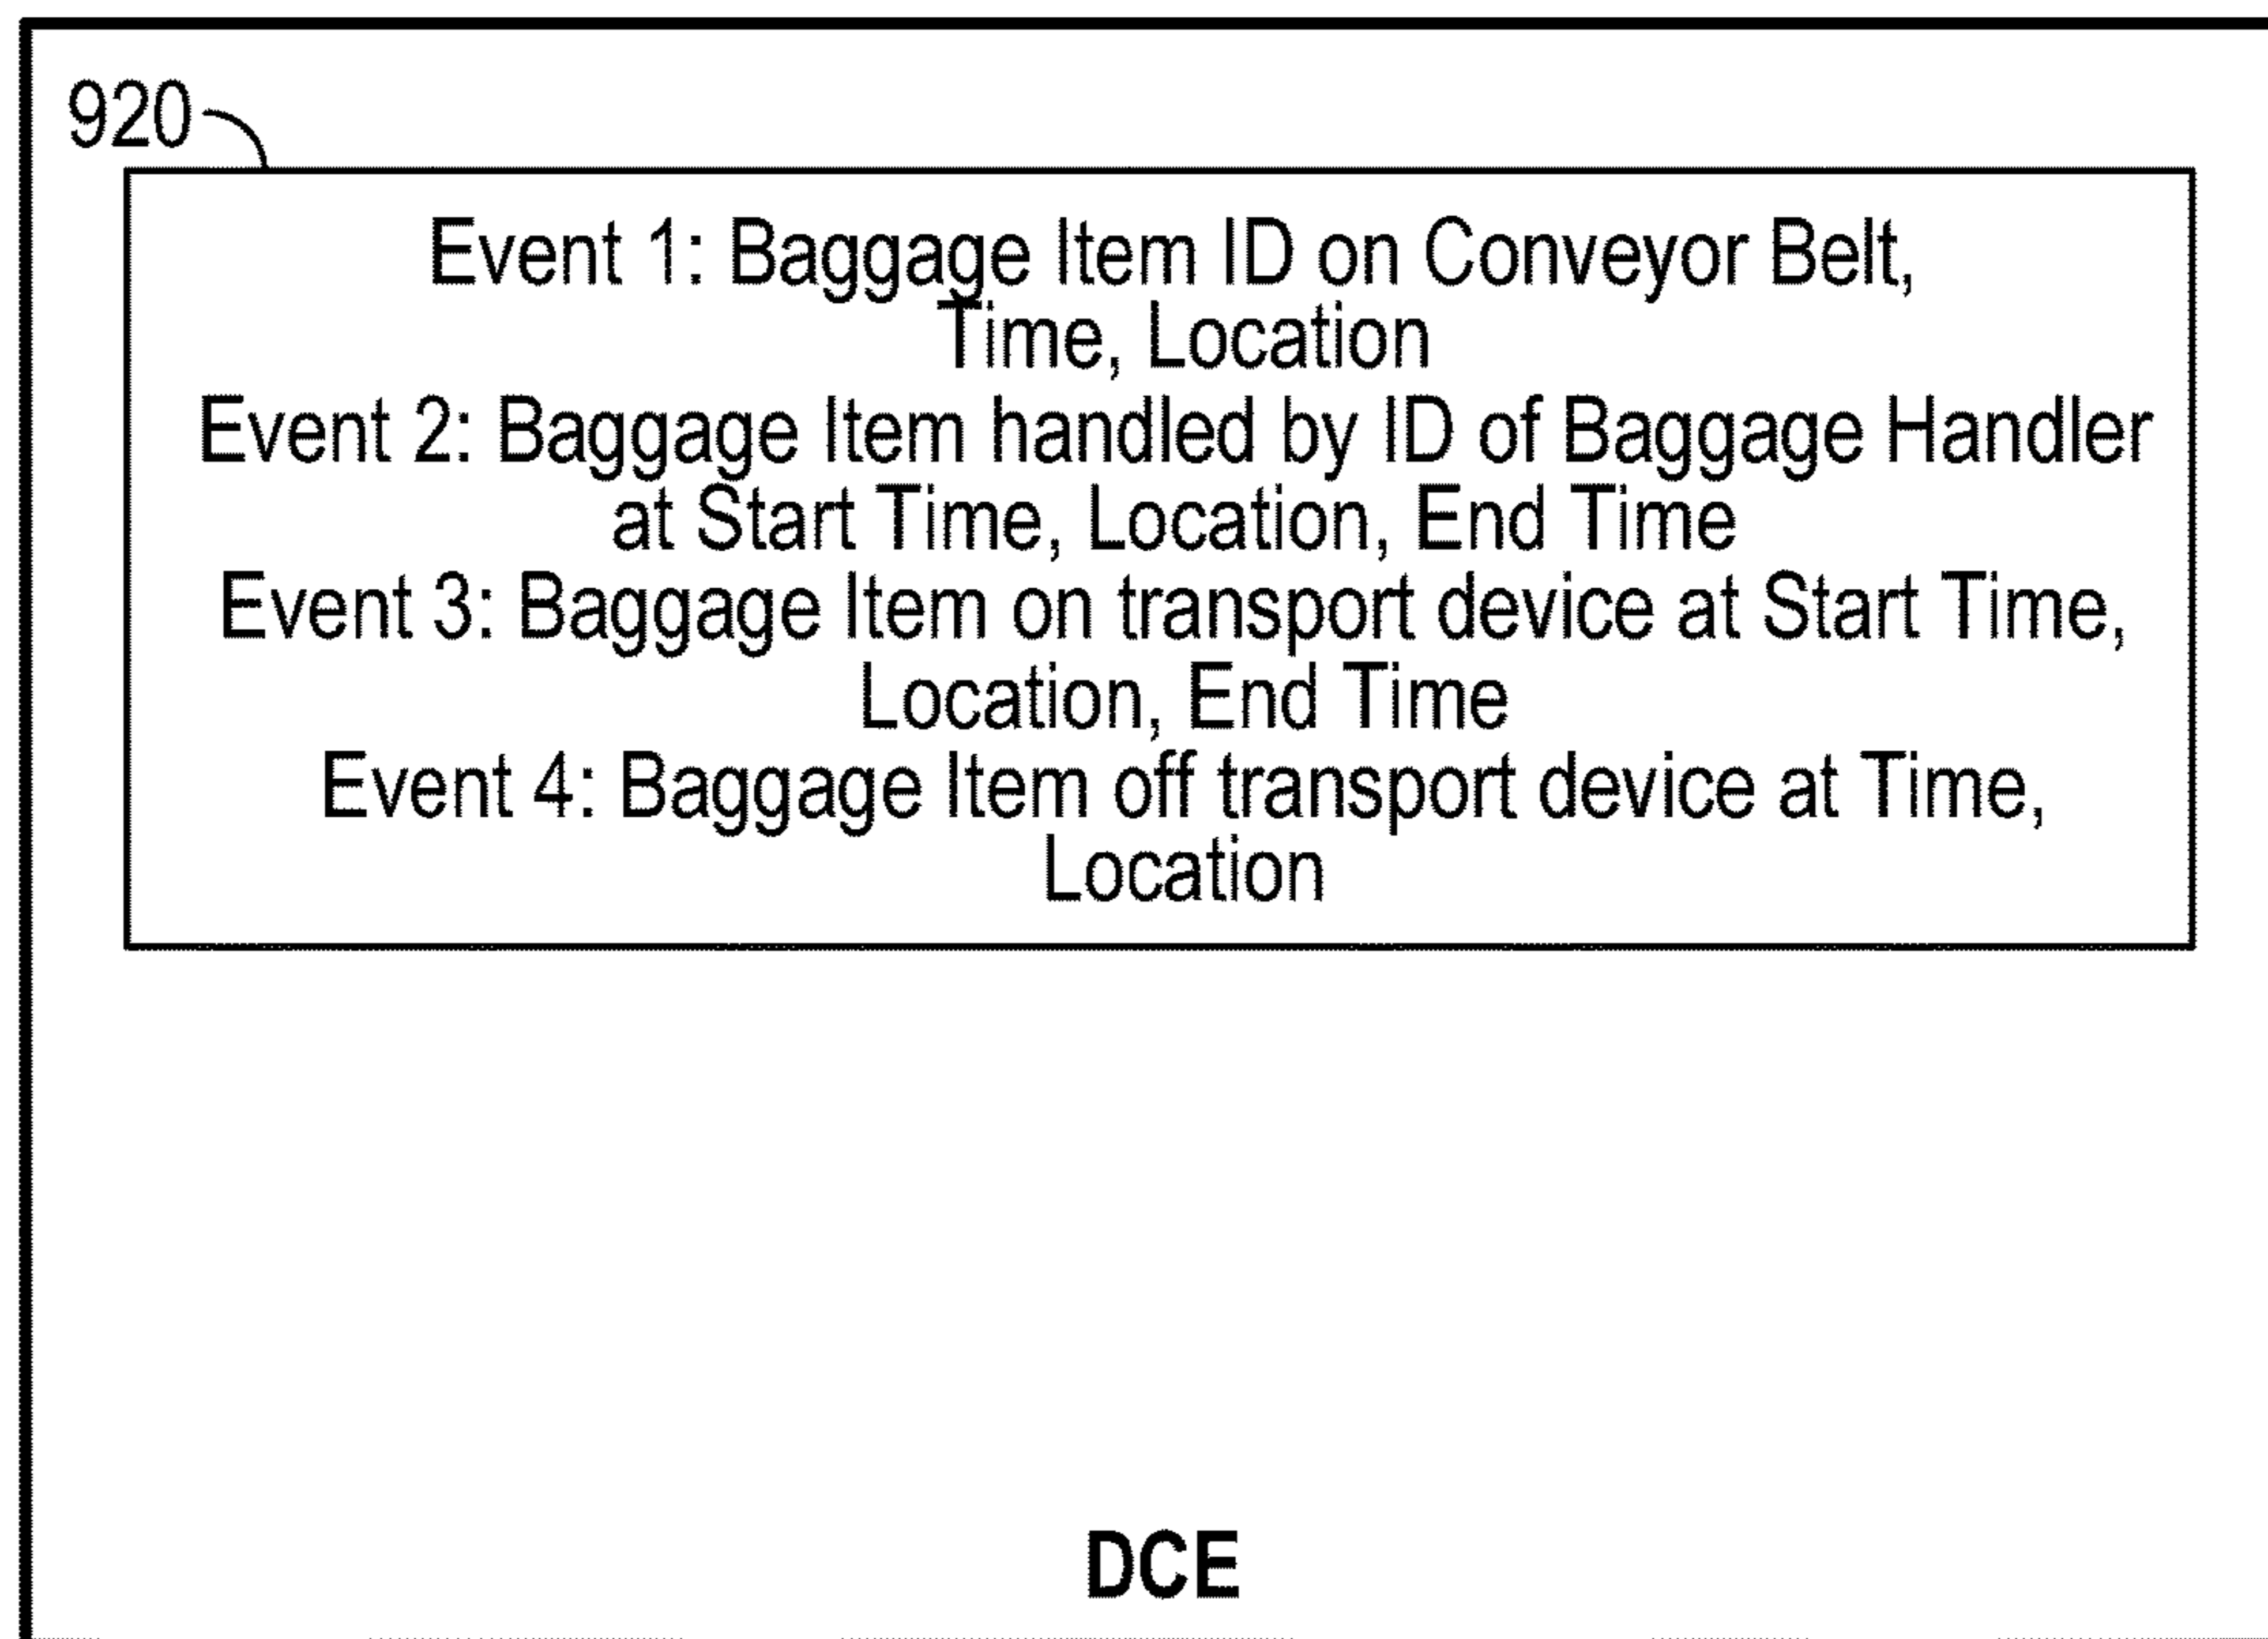 920
Event 1: Baggage Item ID on Conveyor Belt,
Time, Location
Event 2: Baggage Item handled by ID of Baggage Handler
at Start Time, Location, End Time
Event 3: Baggage Item on transport device at Start Time,
Location, End Time
Event 4: Baggage Item off transport device at Time,
Location
DCE